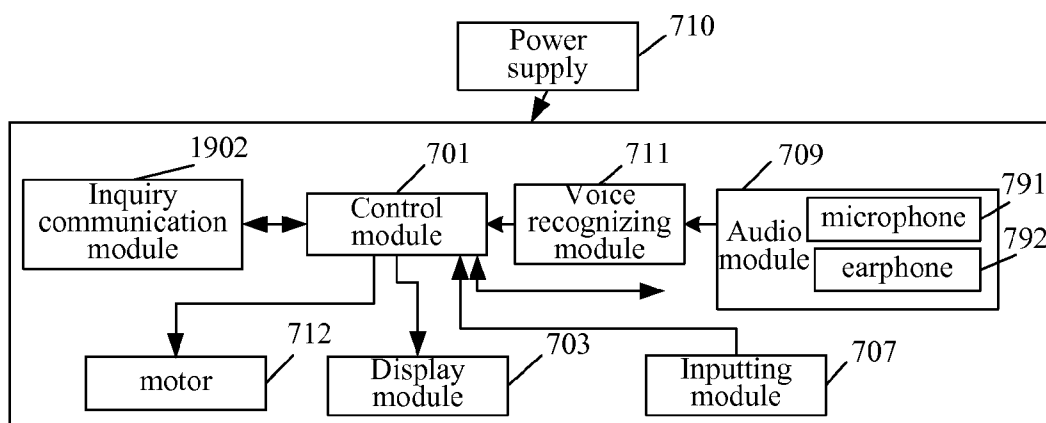 Power
supply
710
1902
Inquiry
communication
module
701
Control
module
711
Voice
recognizing
module
709
Audio
module
791
microphone
792
earphone
motor
712
Display
module
703
Inputting
module
707